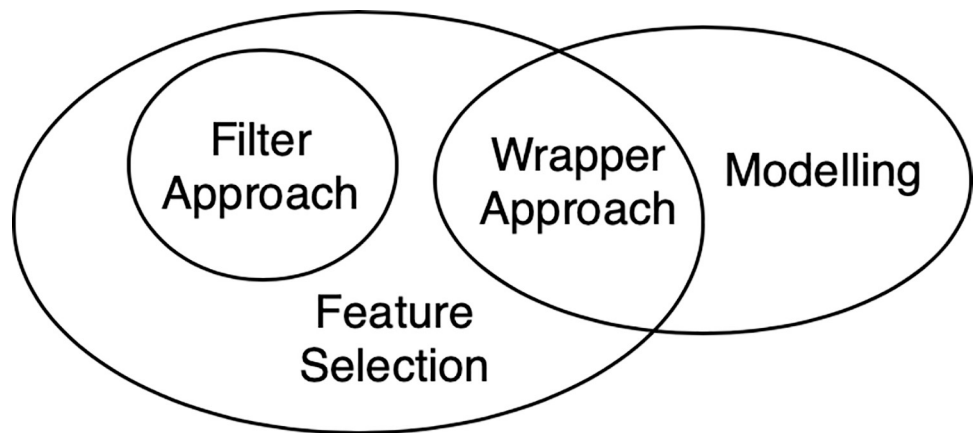 Filter
Approach
Wrapper
Approach
Modelling
Feature
Selection